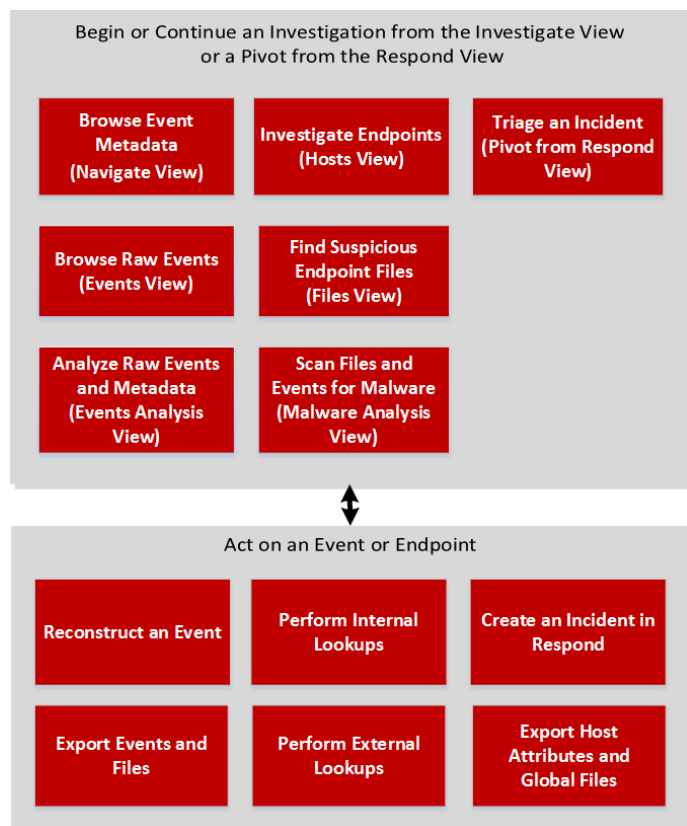 Begin or Continue an Investigation from the Investigate View
or a Pivot from the Respond View
Browse Event
Metadata
(Navigate View)
Investigate Endpoints
(Hosts View)
Triage an Incident
(Pivot from Respond
View)
Browse Raw Events
(Events View)
Find Suspicious
Endpoint Files
(Files View)
Analyze Raw Events
and Metadata
(Events Analysis
View)
Scan Files and
Events for Malware
(Malware Analysis
View)
Act on an Event or Endpoint
Reconstruct an Event
Perform Internal
Lookups
Create an Incident in
Respond
Export Events and
Files
Perform External
Lookups
Export Host
Attributes and
Global Files